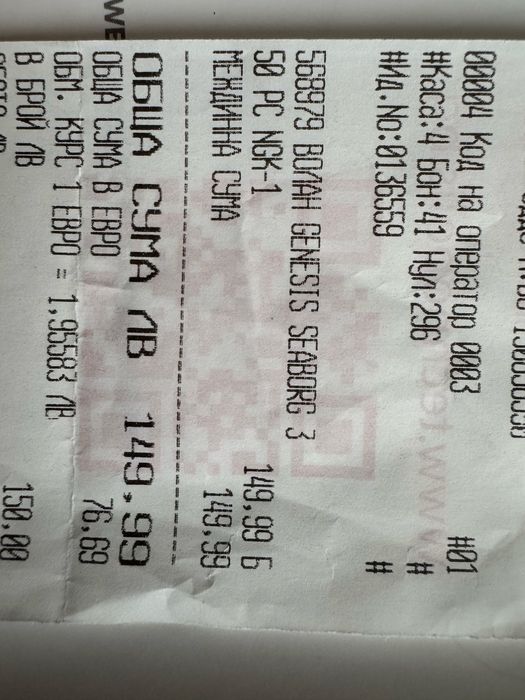 00004 Код на оператор 0003 #01
#Каса:4 Бон:41 Нул:296 #
#Ид.No:0136559 #
568979 ВОЛАН GENESIS SEABORG 3
50 PC NGK-1 149,99 Б
МЕЖДИННА СУМА 149,99
ОБЩА СУМА ЛВ 149,99
ОБЩА СУМА В ЕВРО 76,69
ОБМ. КУРС 1 ЕВРО = 1,95583 ЛВ
В БРОЙ ЛВ 150,00